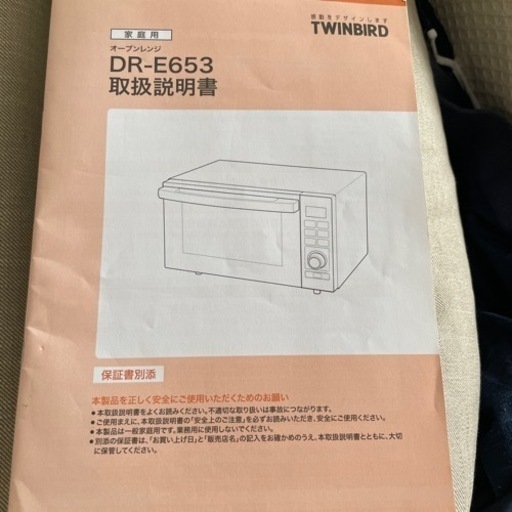 感動をデザインします
TWINBIRD
家庭用
オーブンレンジ
DR-E653
取扱説明書
保証書別添
本製品を正しく安全にご使用いただくためのお願い
●本取扱説明書をよくお読みください。不適切な取り扱いは事故につながります。
●ご使用まえに、本取扱説明書の「安全上のご注意」を必ずお読みいただき、安全にご使用ください。
●本製品は一般家庭用です。業務用に使用しないでください。
●別添の保証書は、「お買い上げ日」と「販売店名」の記入をお確かめのうえ、本取扱説明書とともに、大切
に保管してください。